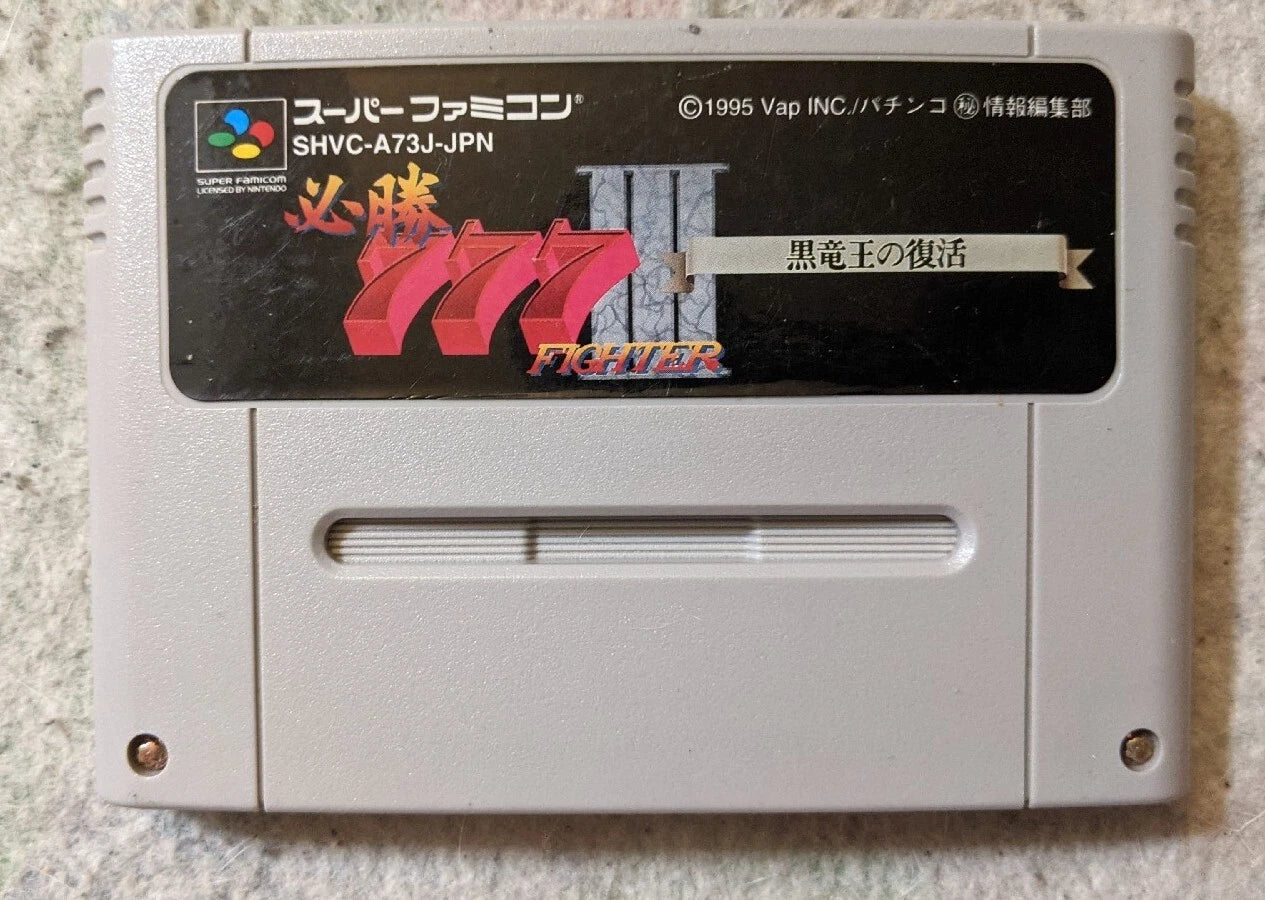 スーパーファミコン®
SHVC-A73J-JPN
©1995 Vap INC./パチンコ㊙情報編集部
SUPER FAMICOM
LICENSED BY NINTENDO
必勝
777
III
FIGHTER
黒竜王の復活